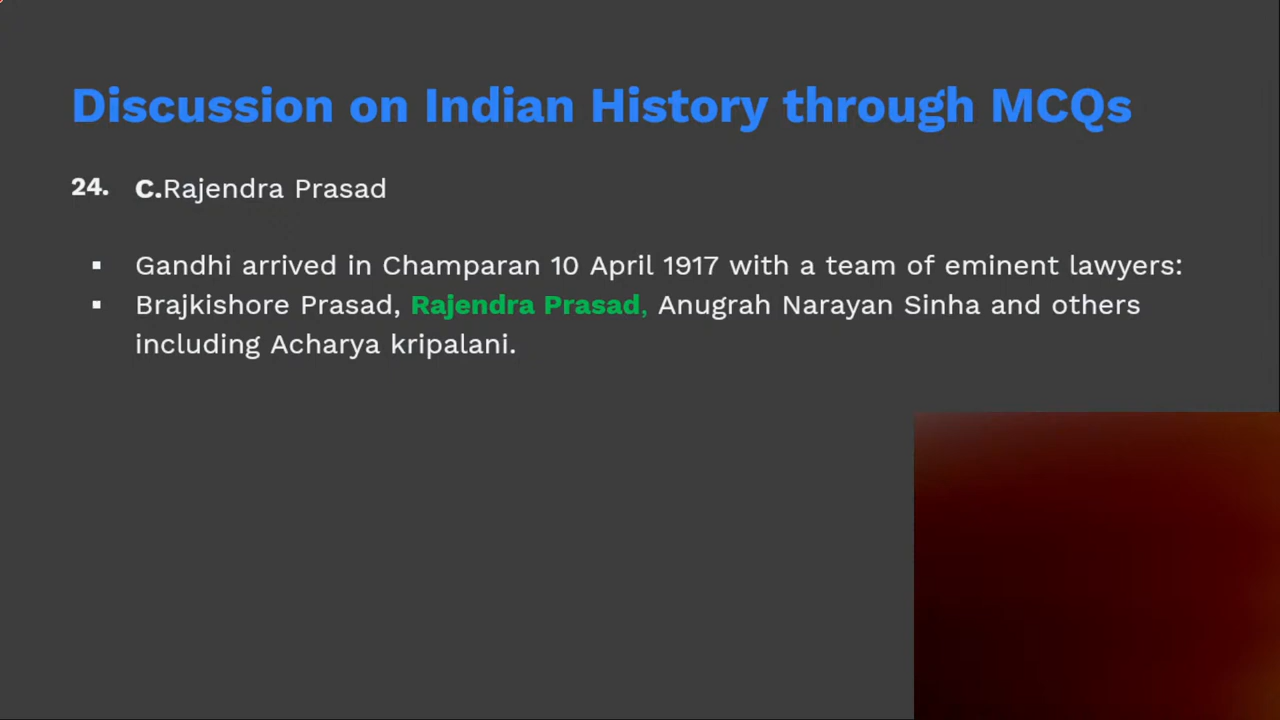 Discussion on Indian History through MCQs
24. C.Rajendra Prasad
▪ Gandhi arrived in Champaran 10 April 1917 with a team of eminent lawyers:
▪ Brajkishore Prasad, Rajendra Prasad, Anugrah Narayan Sinha and others
including Acharya kripalani.